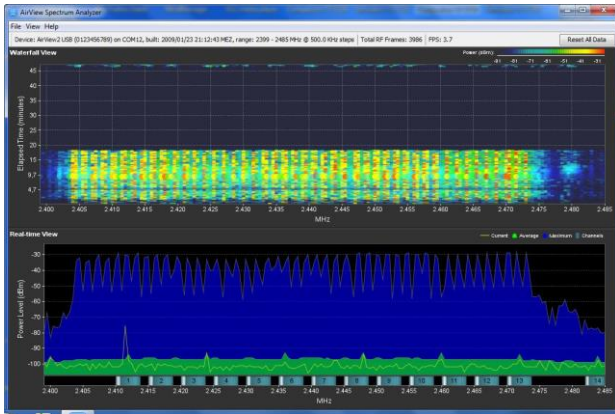 AirView Spectrum Analyzer
File View Help
Device: AirView2 USB (0123456789) on COM12, built: 2009/01/23 21:12:43 MEZ, range: 2399 - 2485 MHz @ 500.0 KHz steps Total RF Frames: 3986 FPS: 3.7 Reset All Data
Waterfall View
Power (dBm)
-91 -81 -71 -61 -51 -41 -31
Elapsed Time (minutes)
45
40
35
30
25
20
15
9,7
4,7
2.400 2.405 2.410 2.415 2.420 2.425 2.430 2.435 2.440 2.445 2.450 2.455 2.460 2.465 2.470 2.475 2.480 2.485
MHz
Real-time View
Current Average Maximum Channels
Power Level (dBm)
-30
-40
-50
-60
-70
-80
-90
-100
1 2 3 4 5 6 7 8 9 10 11 12 13 14
2.400 2.405 2.410 2.415 2.420 2.425 2.430 2.435 2.440 2.445 2.450 2.455 2.460 2.465 2.470 2.475 2.480 2.485
MHz